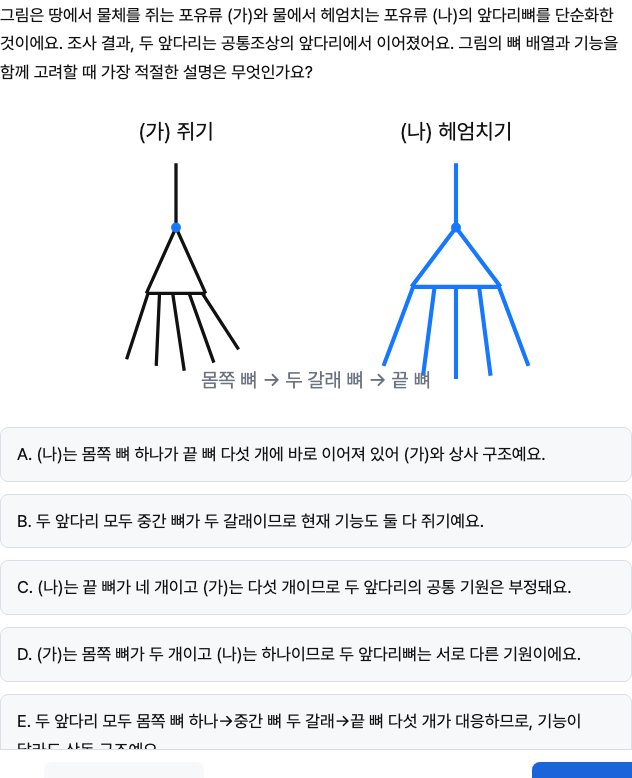 그림은 땅에서 물체를 쥐는 포유류 (가)와 물에서 헤엄치는 포유류 (나)의 앞다리뼈를 단순화한
것이에요. 조사 결과, 두 앞다리는 공통조상의 앞다리에서 이어졌어요. 그림의 뼈 배열과 기능을
함께 고려할 때 가장 적절한 설명은 무엇인가요?
(가) 쥐기
(나) 헤엄치기
몸쪽 뼈 → 두 갈래 뼈 → 끝 뼈
A. (나)는 몸쪽 뼈 하나가 끝 뼈 다섯 개에 바로 이어져 있어 (가)와 상사 구조예요.
B. 두 앞다리 모두 중간 뼈가 두 갈래이므로 현재 기능도 둘 다 쥐기예요.
C. (나)는 끝 뼈가 네 개이고 (가)는 다섯 개이므로 두 앞다리의 공통 기원은 부정돼요.
D. (가)는 몸쪽 뼈가 두 개이고 (나)는 하나이므로 두 앞다리뼈는 서로 다른 기원이에요.
E. 두 앞다리 모두 몸쪽 뼈 하나→중간 뼈 두 갈래→끝 뼈 다섯 개가 대응하므로, 기능이
달라도 상동 구조예요.